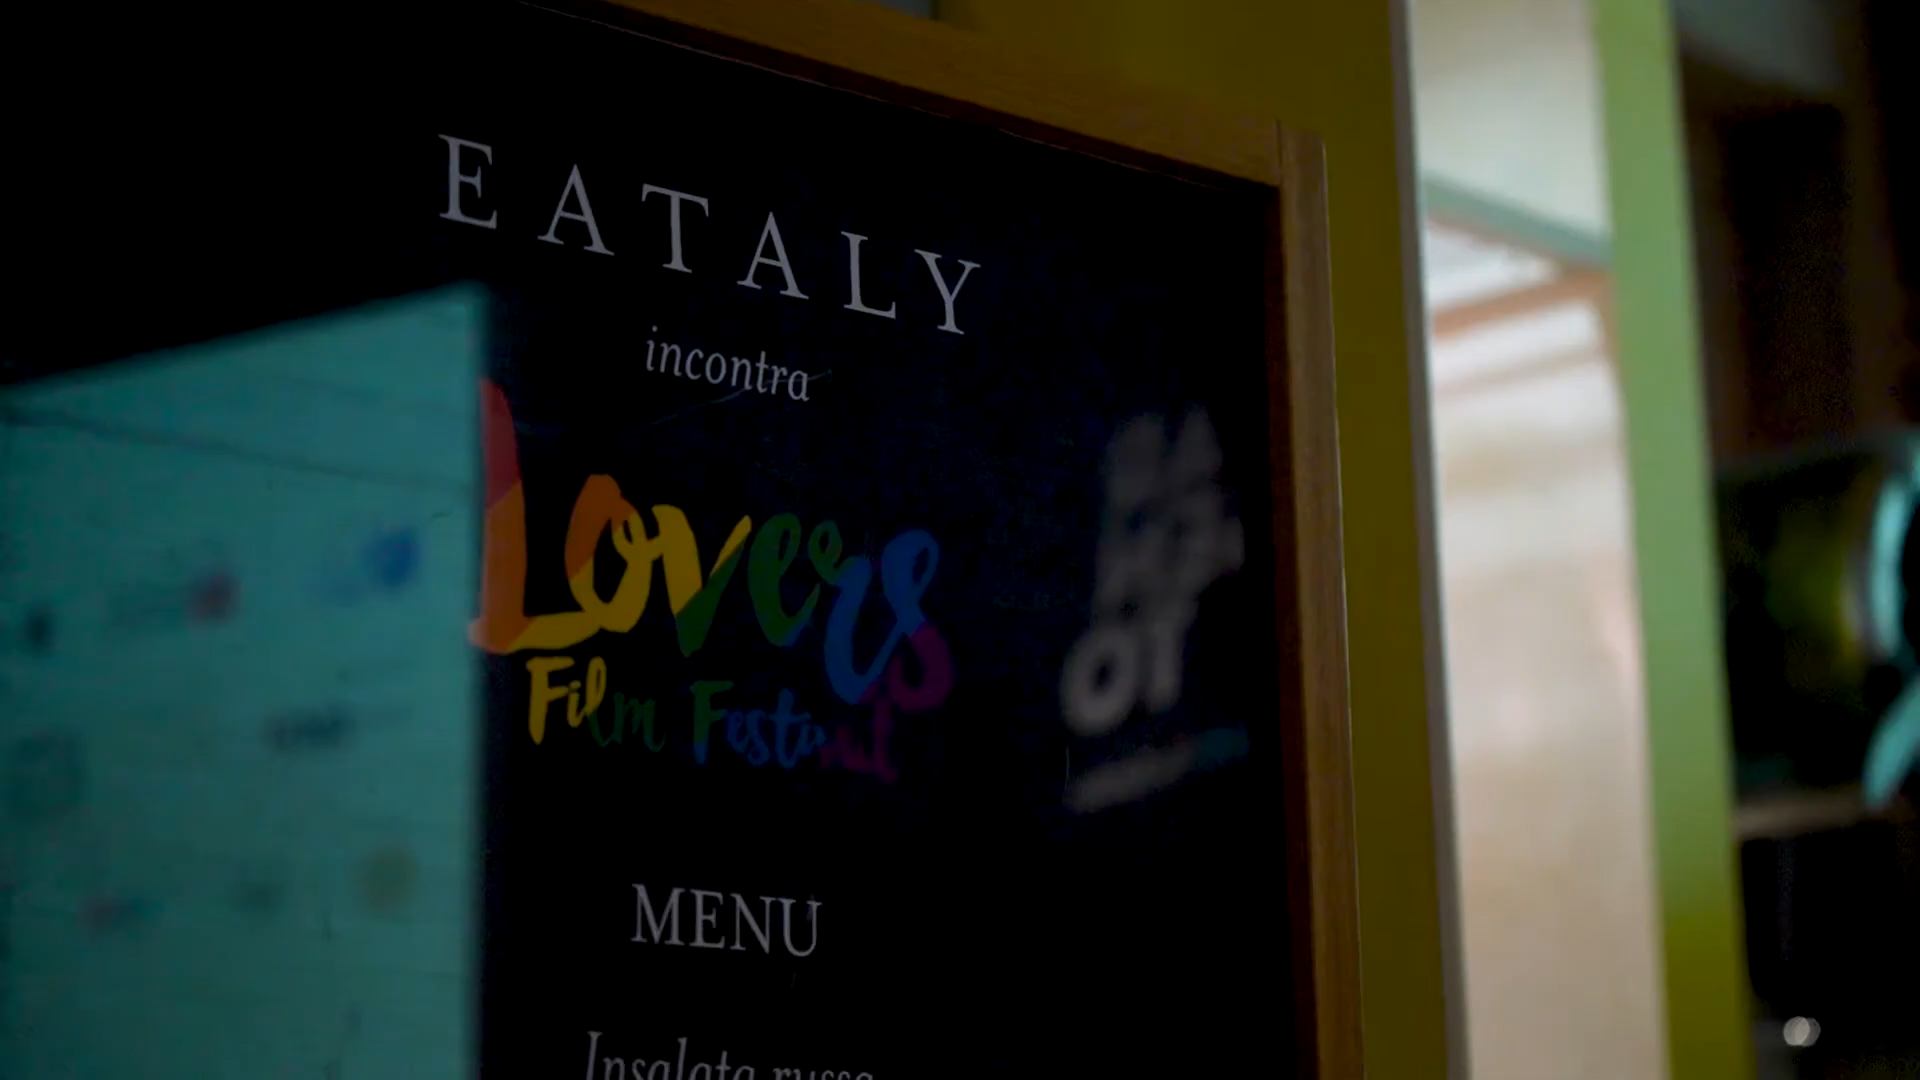 EATALY
incontra
Lovers
Film Festival
MENU
Insalata russa